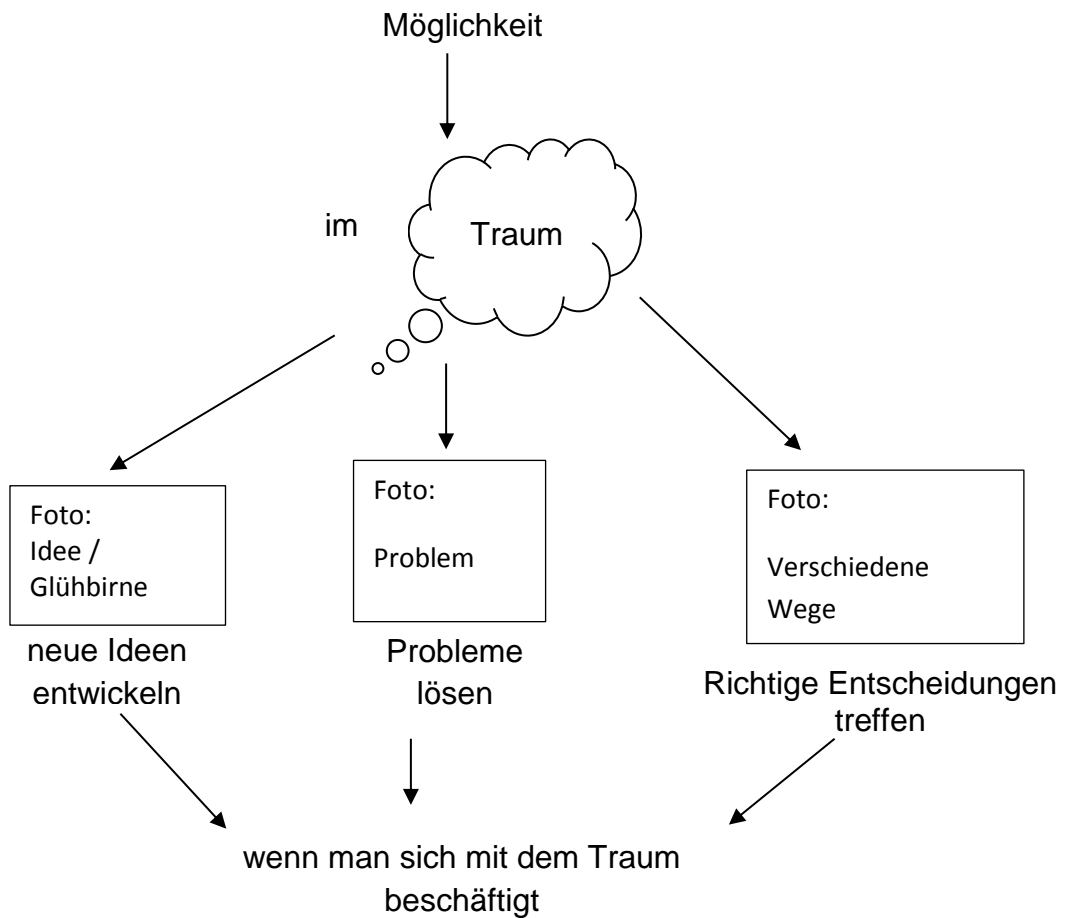 Möglichkeit
im
Traum
Foto:
Idee /
Glühbirne
neue Ideen
entwickeln
Foto:
Problem
Probleme
lösen
Foto:
Verschiedene
Wege
Richtige Entscheidungen
treffen
wenn man sich mit dem Traum
beschäftigt